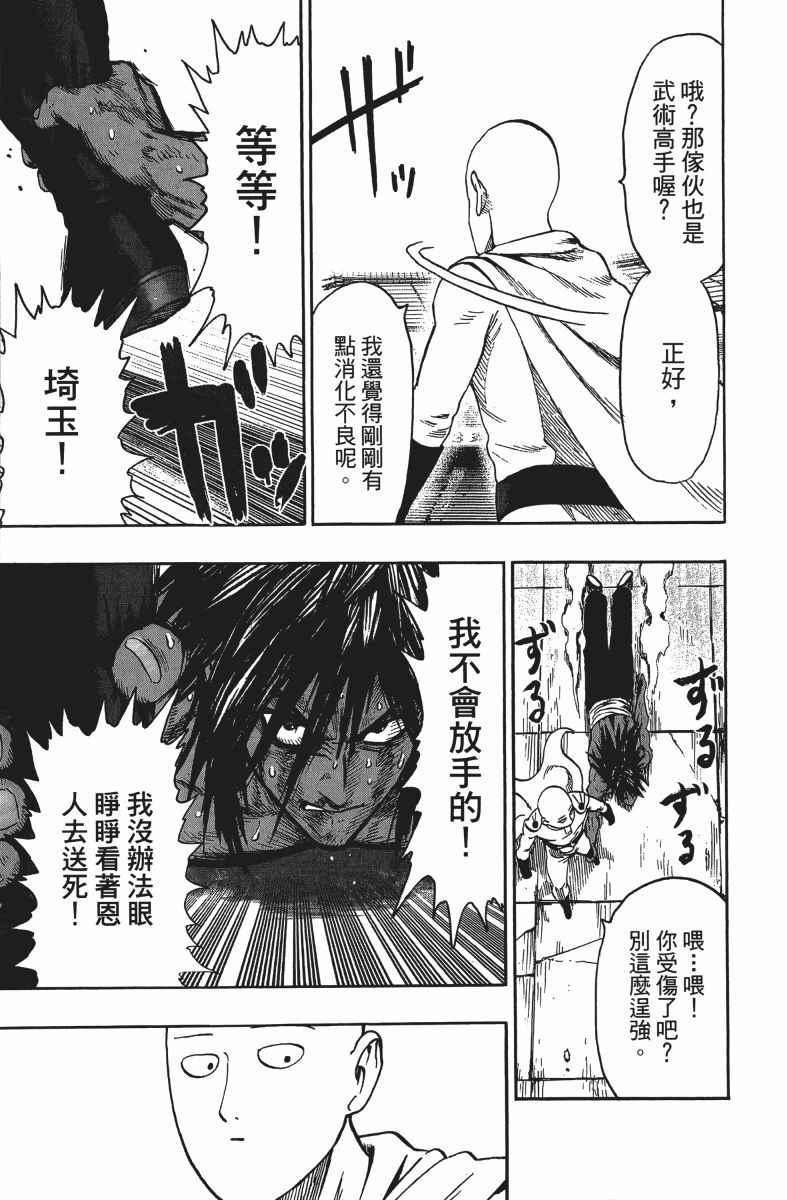 哦？那傢伙也是
武術高手喔？
正好，
我還覺得剛剛有
點消化不良呢。
ザッ
等等！
埼玉！
ガッ
喂…喂！
你受傷了吧？
別這麼逞強。
ずる
ずる
ずる
我不會放手的！
我沒辦法眼
睜睜看著恩
人去送死！